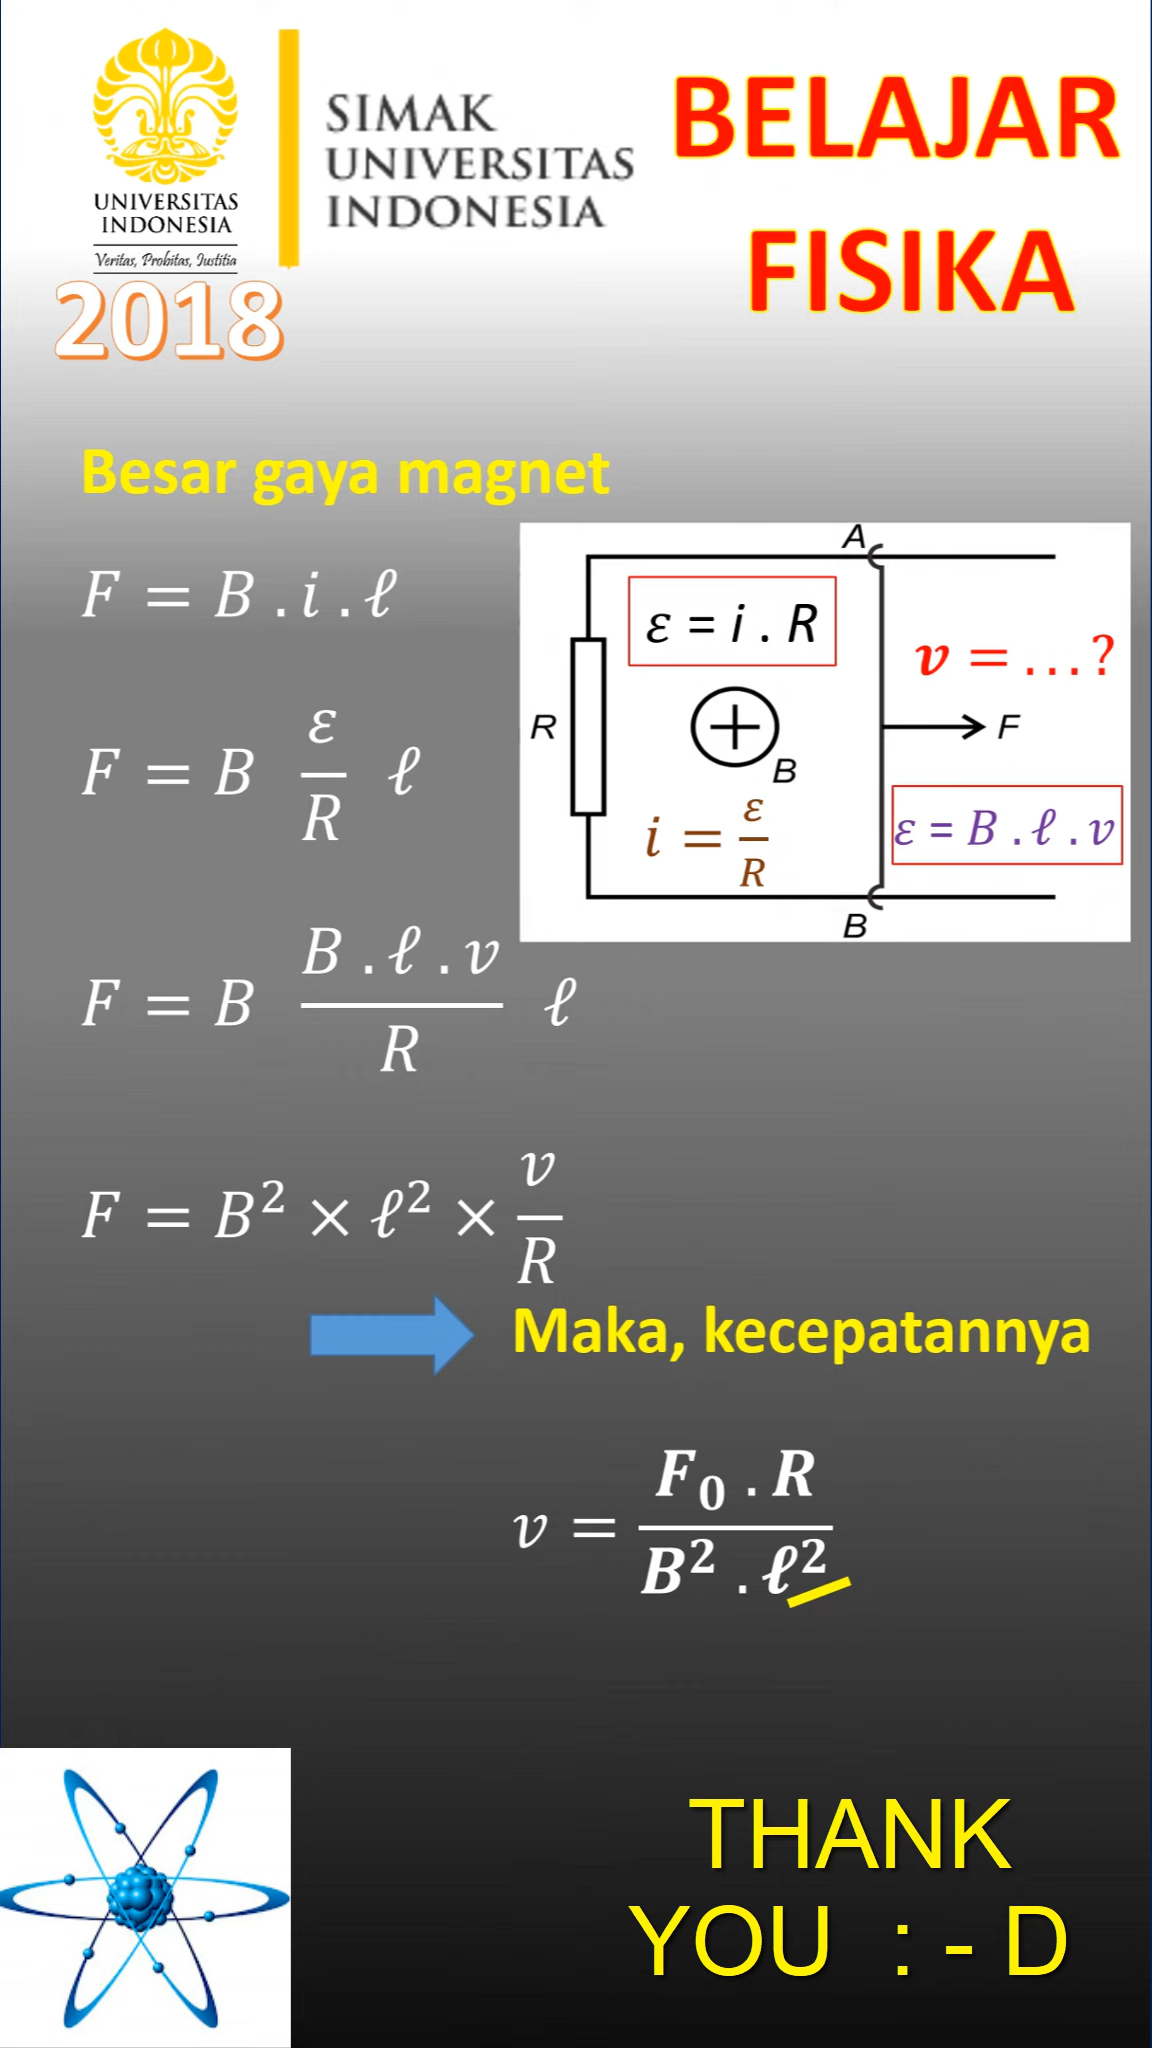 UNIVERSITAS
INDONESIA
Veritas, Probitas, Justitia
SIMAK
UNIVERSITAS
INDONESIA
BELAJAR
FISIKA
2018
Besar gaya magnet
F = B . i . ℓ
F = B ε/R ℓ
F = B B . ℓ . v/R ℓ
F = B² × ℓ² × v/R
A
ε = i . R
v = ...?
R
+
B
F
i = ε/R
ε = B . ℓ . v
B
Maka, kecepatannya
v = F₀ . R/B² . ℓ²
THANK
YOU : - D